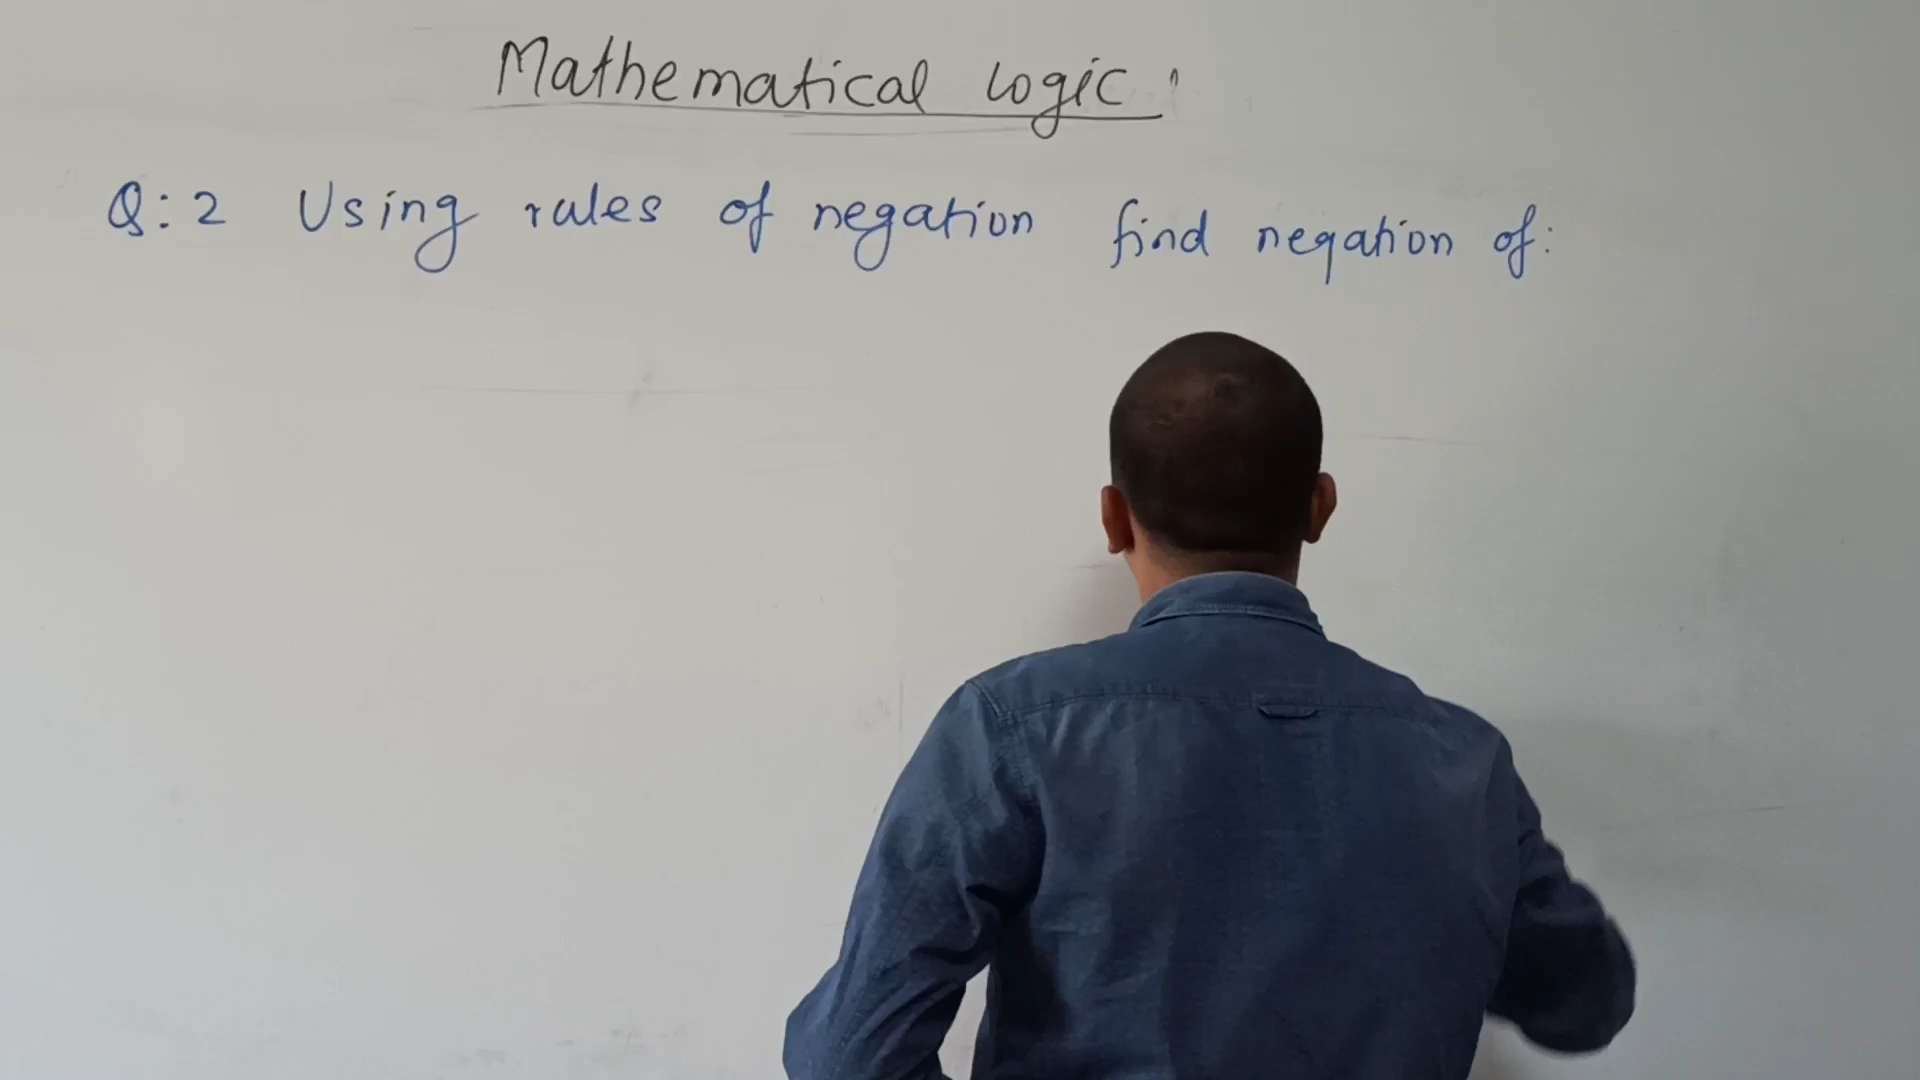 Mathematical logic
Q:2 Using rules of negation find negation of: